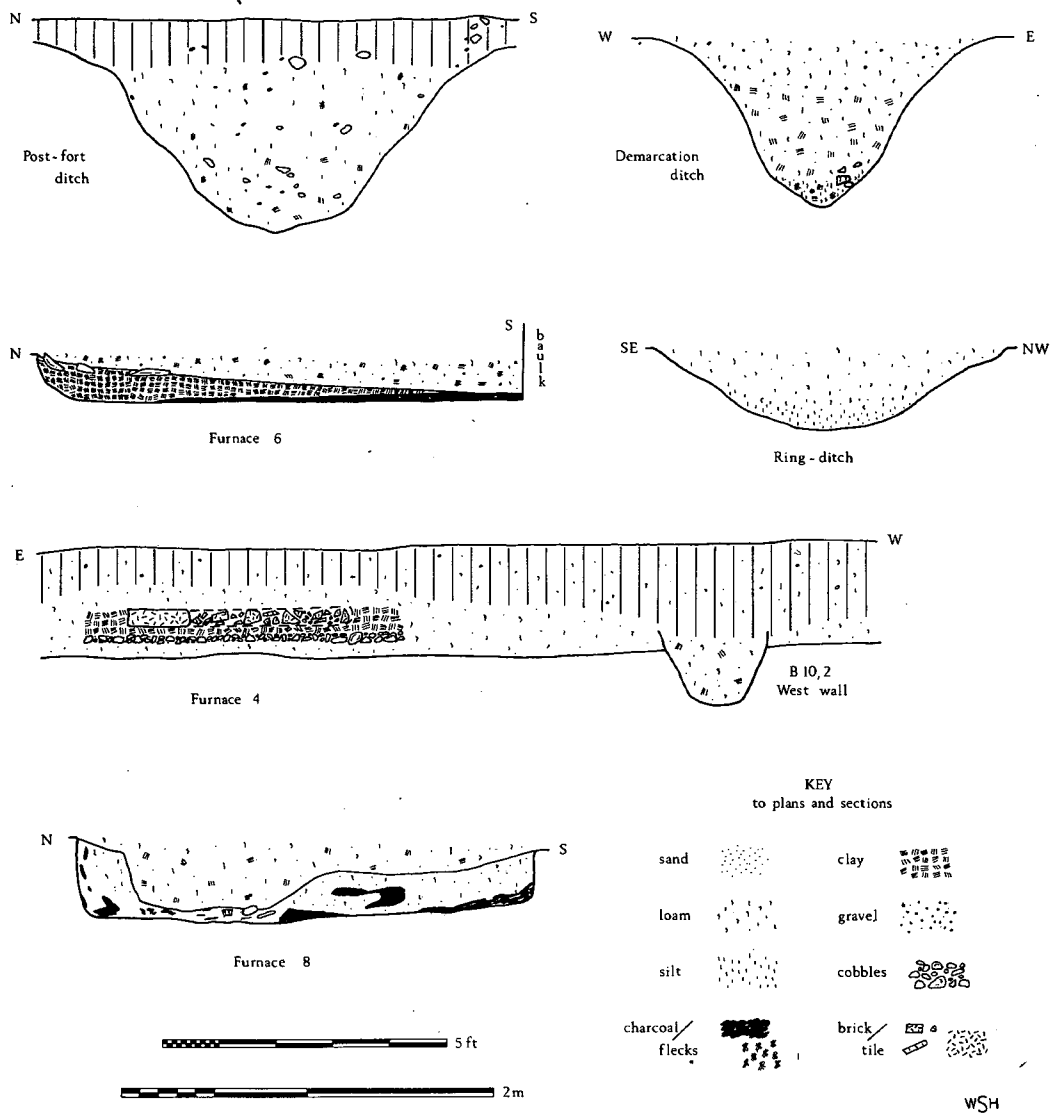 N S
Post-fort
ditch
W E
Demarcation
ditch
N S
baulk
Furnace 6
SE NW
Ring-ditch
E W
Furnace 4
B 10, 2
West wall
N S
Furnace 8
KEY
to plans and sections
sand clay
loam gravel
silt cobbles
charcoal/ brick/
flecks tile
5 ft
2 m
WSH